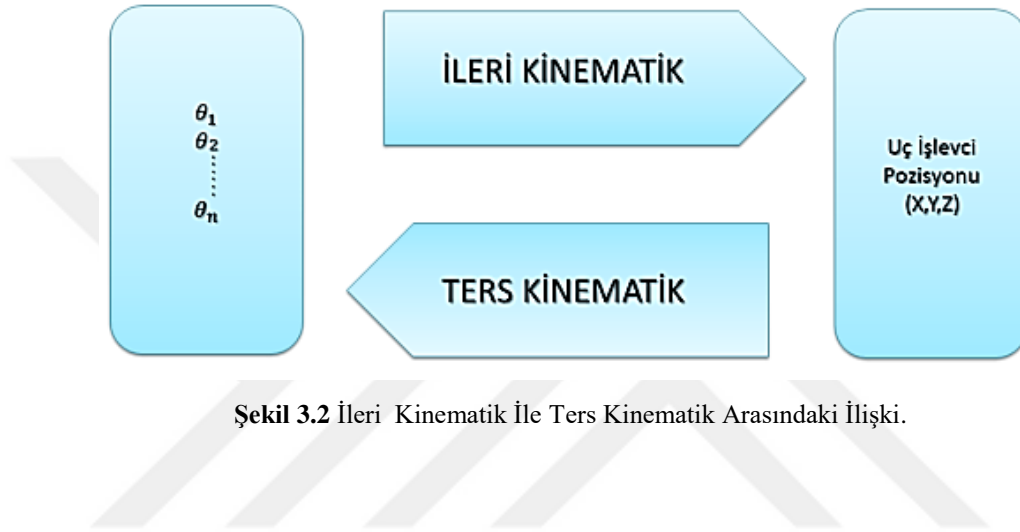 θ1
θ2
........
θn
İLERİ KİNEMATİK
TERS KİNEMATİK
Uç İşlevci
Pozisyonu
(X,Y,Z)
Şekil 3.2 İleri Kinematik İle Ters Kinematik Arasındaki İlişki.